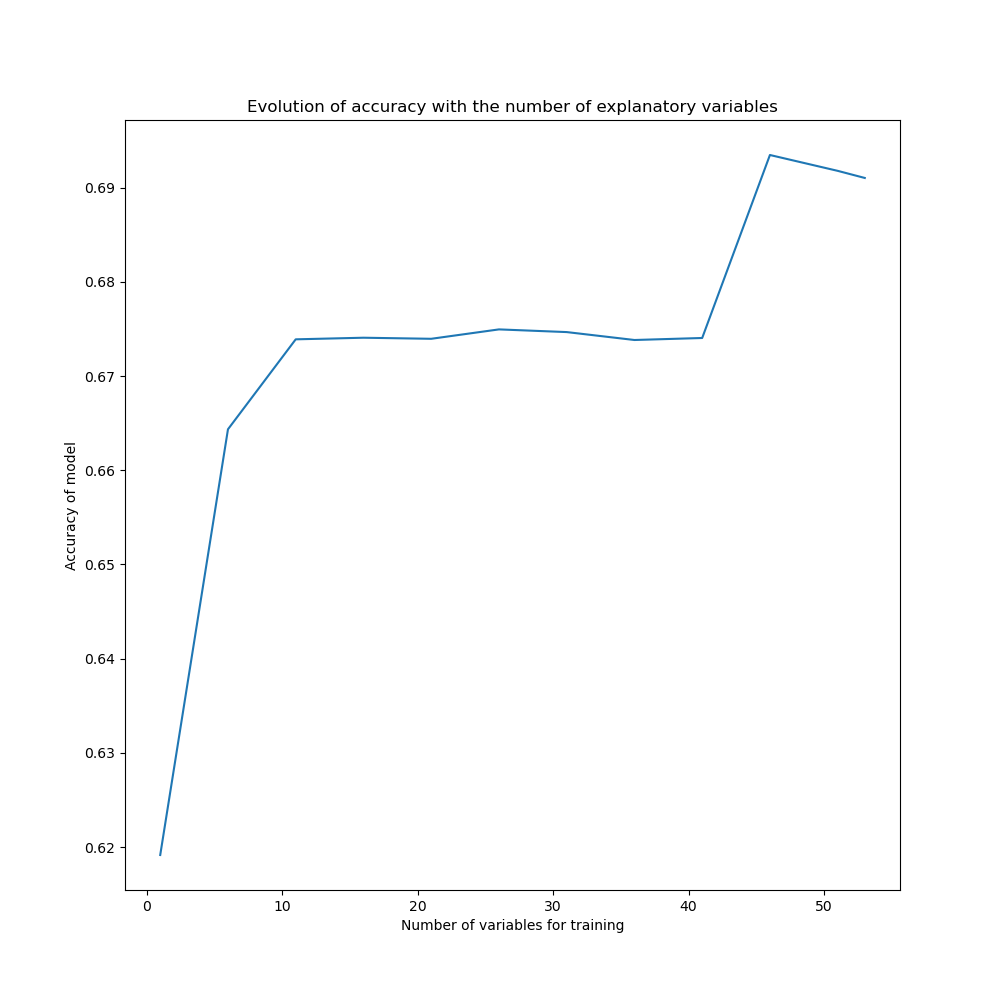 Evolution of accuracy with the number of explanatory variables
0.69
0.68
0.67
0.66
0.65
0.64
0.63
0.62
Accuracy of model
0 10 20 30 40 50
Number of variables for training